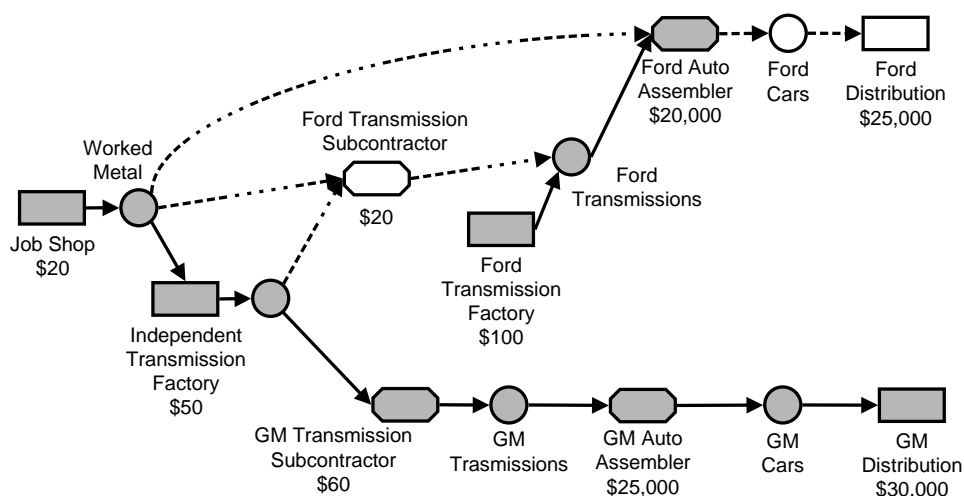 Ford Auto
Assembler
$20,000
Ford
Cars
Ford
Distribution
$25,000
Ford Transmission
Subcontractor
$20
Worked
Metal
Ford
Transmissions
Job Shop
$20
Ford
Transmission
Factory
$100
Independent
Transmission
Factory
$50
GM Transmission
Subcontractor
$60
GM
Trasmissions
GM Auto
Assembler
$25,000
GM
Cars
GM
Distribution
$30,000